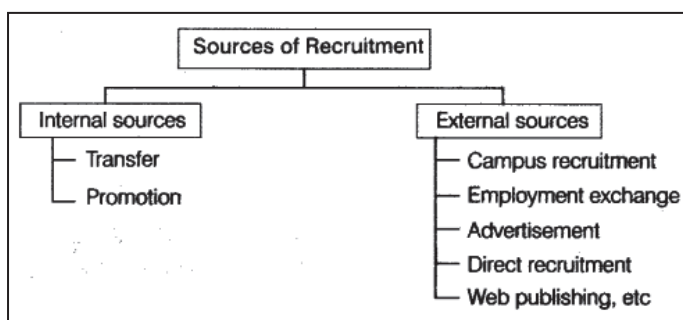 Sources of Recruitment
Internal sources
Transfer
Promotion
External sources
Campus recruitment
Employment exchange
Advertisement
Direct recruitment
Web publishing, etc